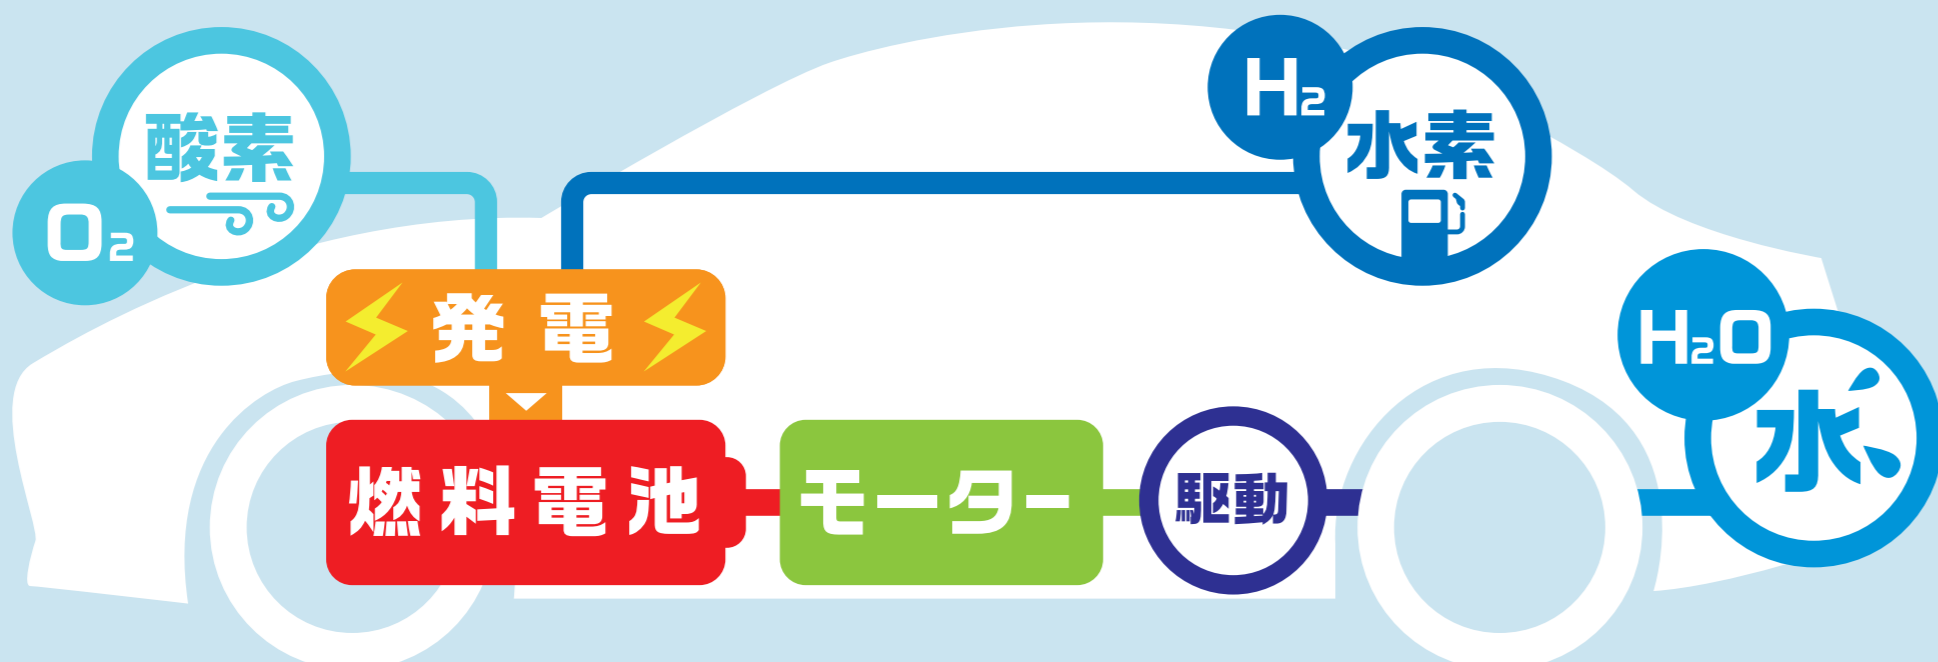 酸素
O₂
H₂
水素
発電
燃料電池
モーター
駆動
H₂O
水